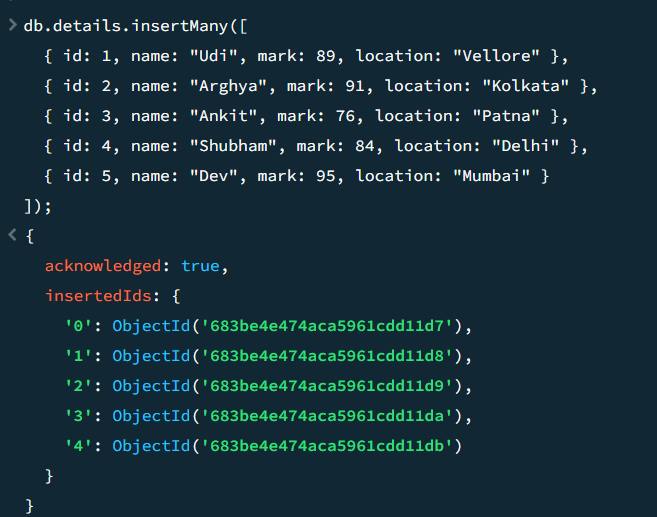 db.details.insertMany([
{ id: 1, name: "Udi", mark: 89, location: "Vellore" },
{ id: 2, name: "Arghya", mark: 91, location: "Kolkata" },
{ id: 3, name: "Ankit", mark: 76, location: "Patna" },
{ id: 4, name: "Shubham", mark: 84, location: "Delhi" },
{ id: 5, name: "Dev", mark: 95, location: "Mumbai" }
]);
{
acknowledged: true,
insertedIds: {
'0': ObjectId('683be4e474aca5961cdd11d7'),
'1': ObjectId('683be4e474aca5961cdd11d8'),
'2': ObjectId('683be4e474aca5961cdd11d9'),
'3': ObjectId('683be4e474aca5961cdd11da'),
'4': ObjectId('683be4e474aca5961cdd11db')
}
}